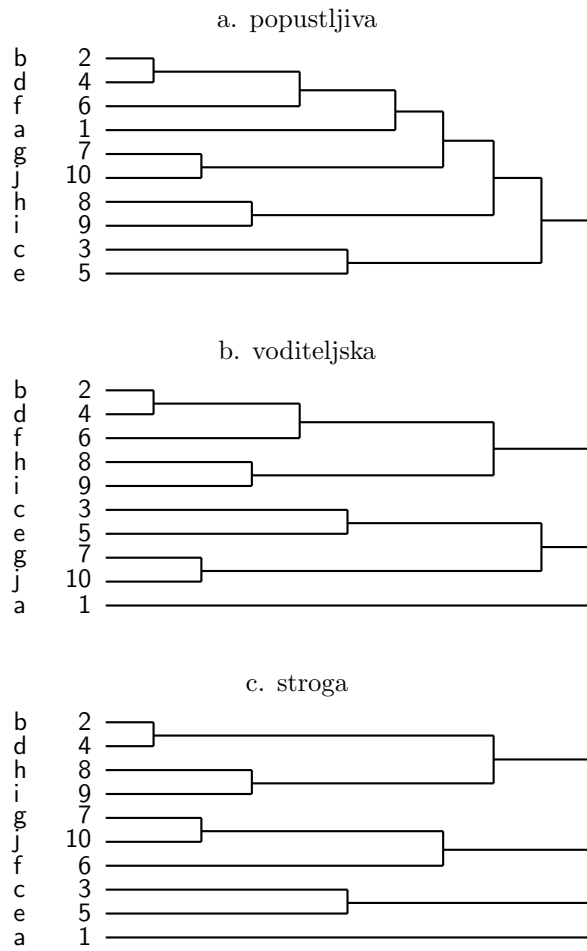 a. popustljiva
b 2
d 4
f 6
a 1
g 7
j 10
h 8
i 9
c 3
e 5
b. voditeljska
b 2
d 4
f 6
h 8
i 9
c 3
e 5
g 7
j 10
a 1
c. stroga
b 2
d 4
h 8
i 9
g 7
j 10
f 6
c 3
e 5
a 1